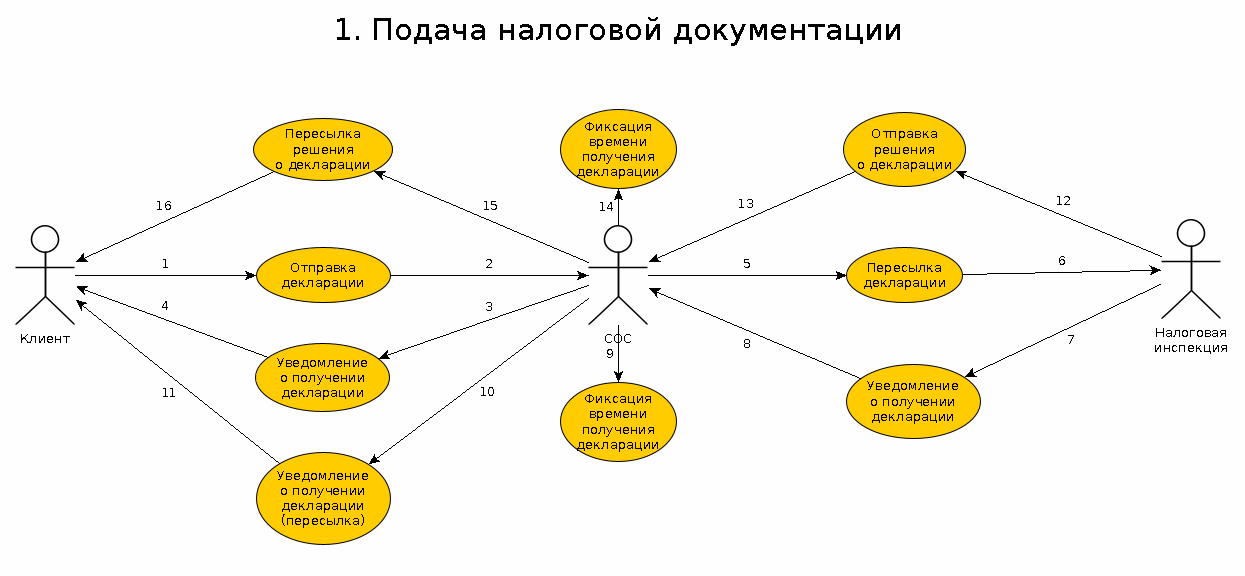 1. Подача налоговой документации
Пересылка
решения
о декларации
Фиксация
времени
получения
декларации
Отправка
решения
о декларации
16
15
14
13
12
1
Отправка
декларации
2
5
Пересылка
декларации
6
4
3
Клиент
СОС
9
8
7
Налоговая
инспекция
Уведомление
о получении
декларации
11
10
Фиксация
времени
получения
декларации
Уведомление
о получении
декларации
Уведомление
о получении
декларации
(пересылка)